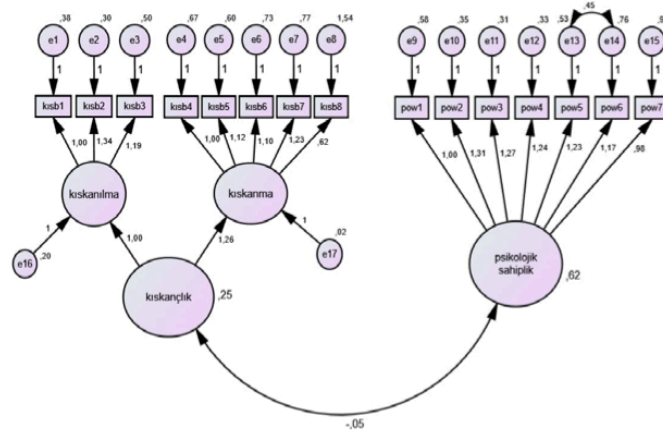 ,38 ,30 ,50 ,67 ,60 ,73 ,77 1,54 ,58 ,35 ,31 ,33 ,53 ,45 ,76
e1 e2 e3 e4 e5 e6 e7 e8 e9 e10 e11 e12 e13 e14 e15
1 1 1 1 1 1 1 1 1 1 1 1 1 1 1
kısb1 kısb2 kısb3 kısb4 kısb5 kısb6 kısb7 kısb8 pow1 pow2 pow3 pow4 pow5 pow6 pow7
1,00 1,34 1,19 1,00 1,12 1,10 1,23 ,62 1,00 1,31 1,27 1,24 1,23 1,17 ,98
kıskanılma kıskanma
1 1
,20 ,02
e16 e17
1,00 1,26
psikolojik
sahiplik
,62
kıskançlık ,25
-,05